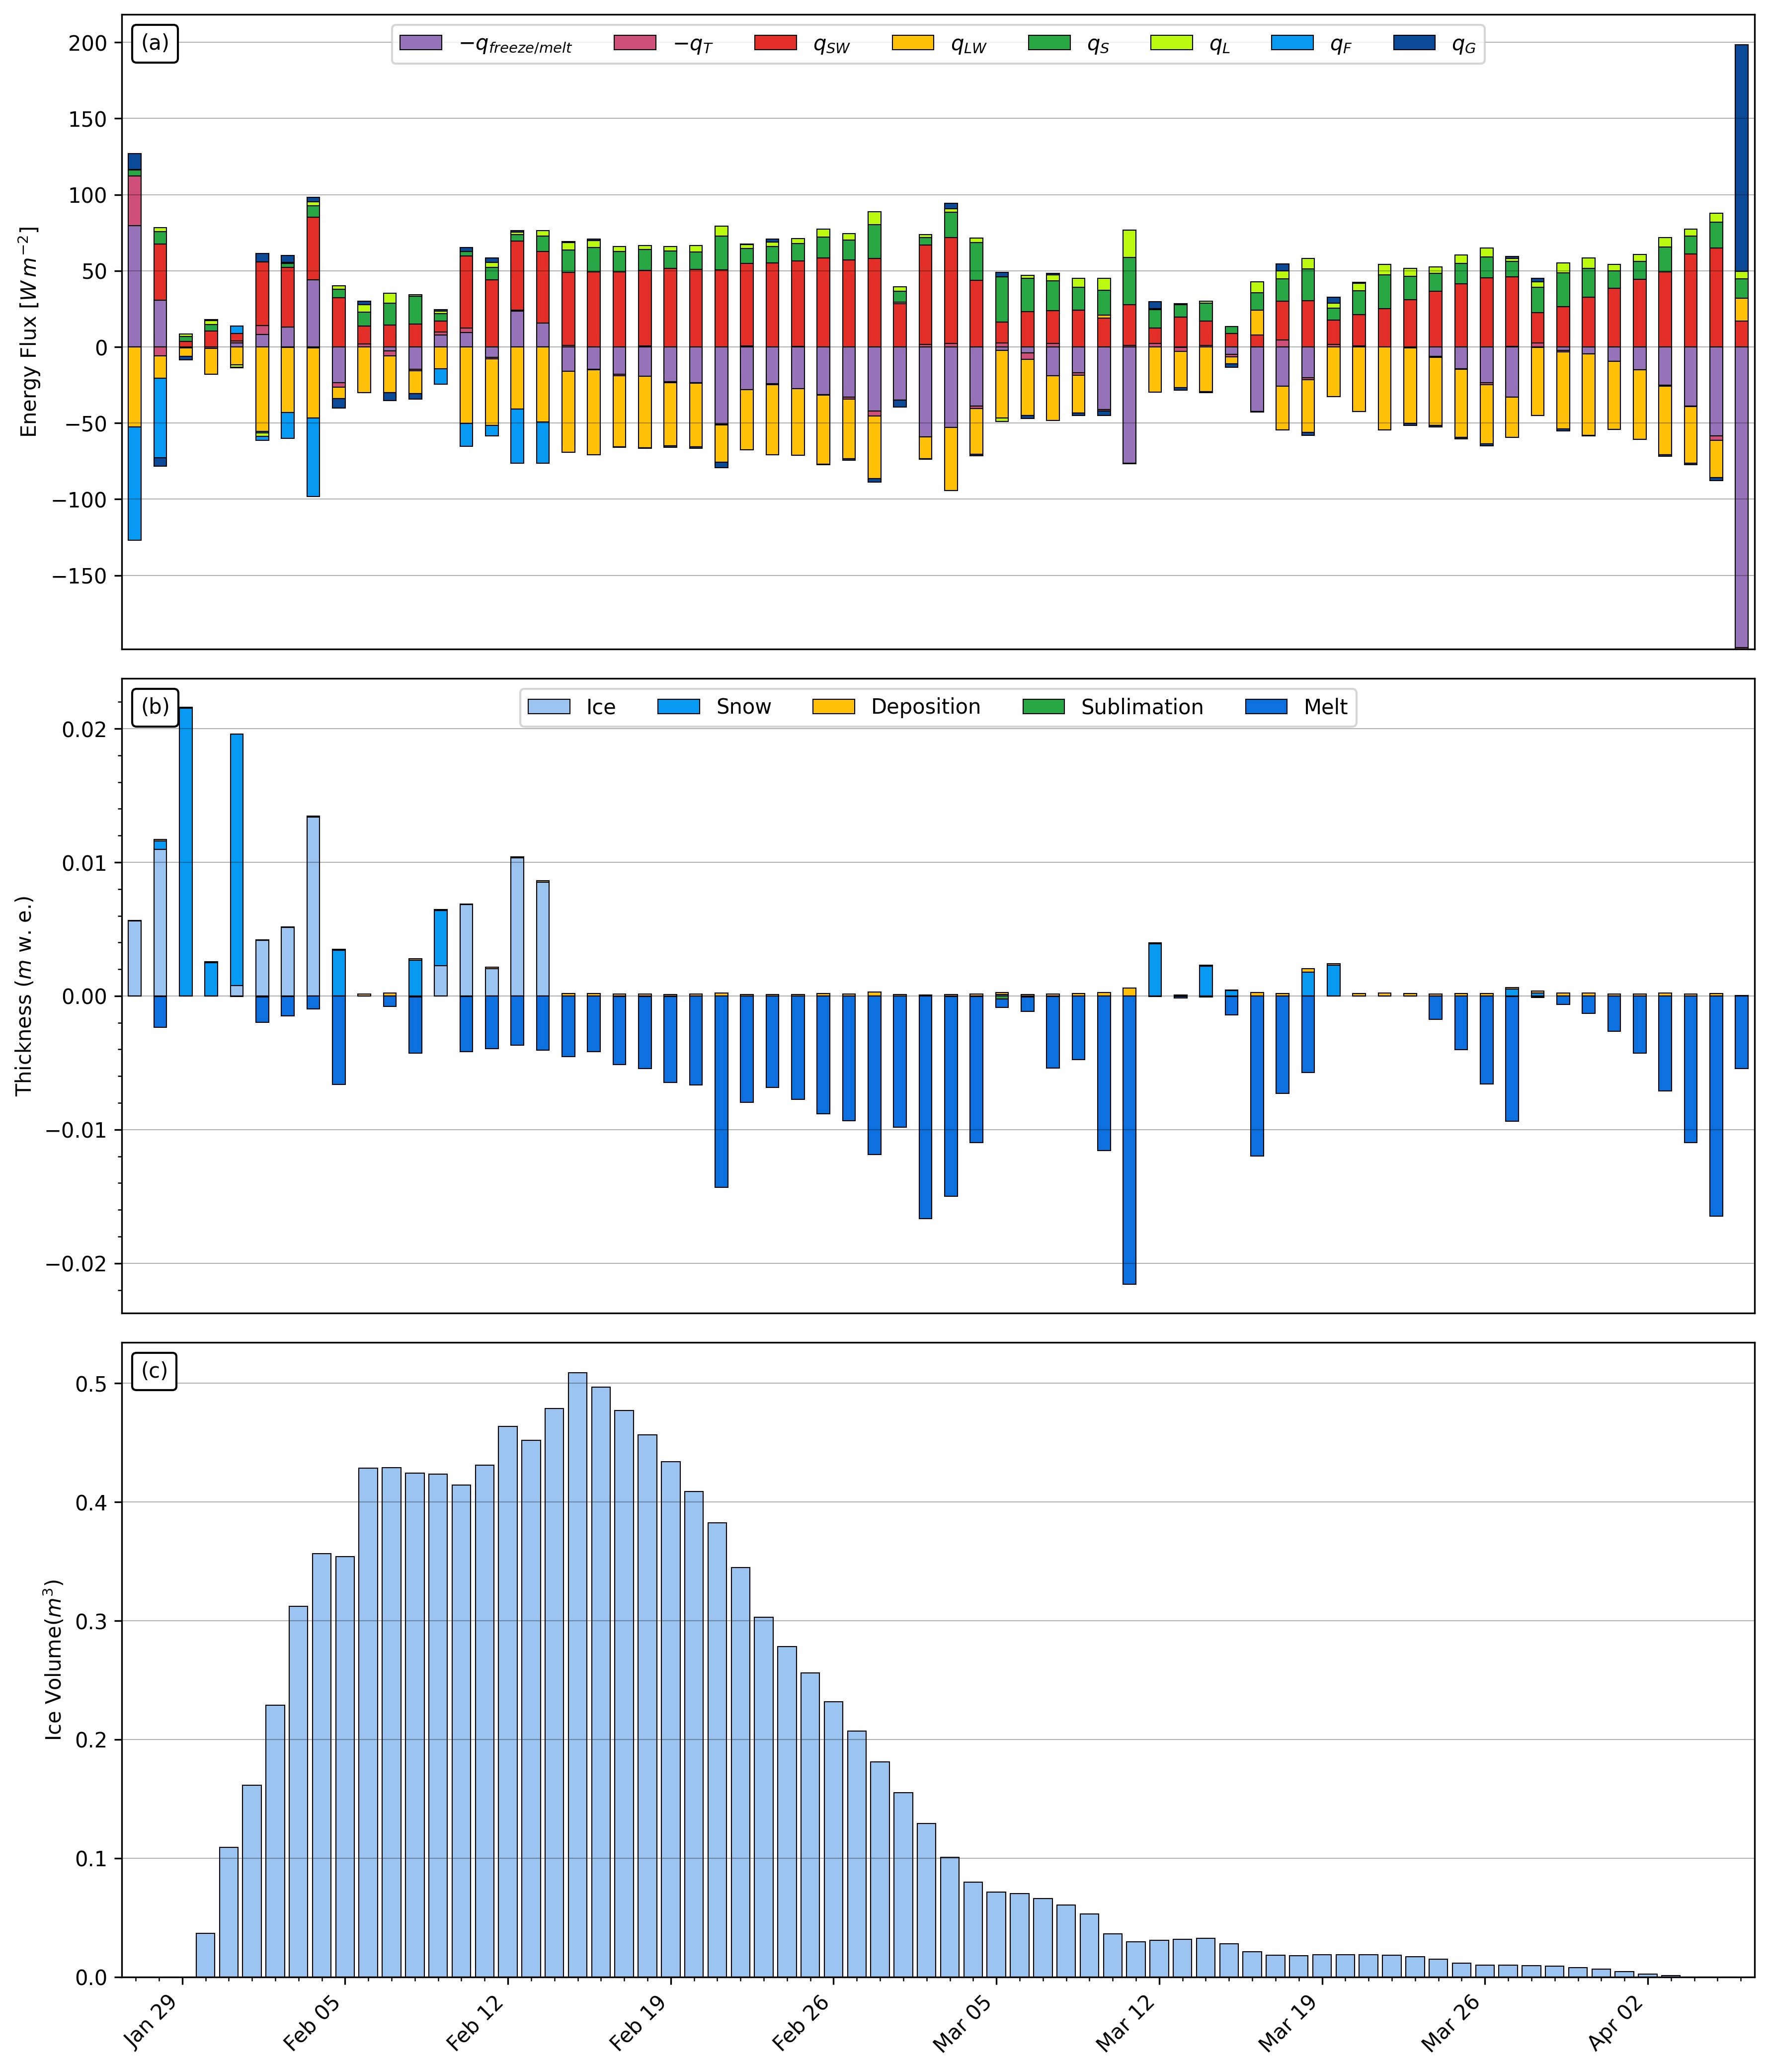 (a)
−q_freeze/melt −q_T q_SW q_LW q_S q_L q_F q_G
Energy Flux [W m⁻²]
200
150
100
50
0
−50
−100
−150
(b)
Ice Snow Deposition Sublimation Melt
Thickness (m w. e.)
0.02
0.01
0.00
−0.01
−0.02
(c)
Ice Volume(m³)
0.5
0.4
0.3
0.2
0.1
0.0
Jan 29 Feb 05 Feb 12 Feb 19 Feb 26 Mar 05 Mar 12 Mar 19 Mar 26 Apr 02